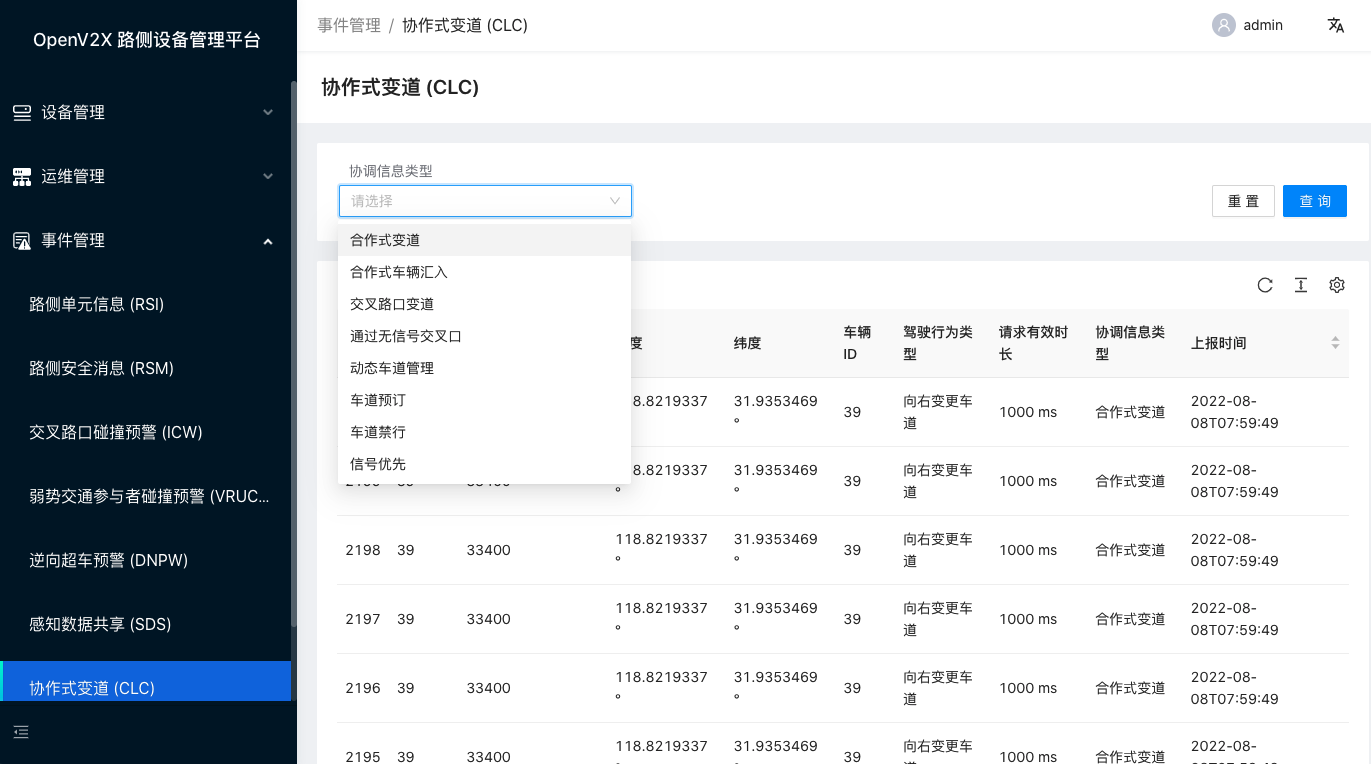 OpenV2X 路侧设备管理平台
设备管理
运维管理
事件管理
路侧单元信息 (RSI)
路侧安全消息 (RSM)
交叉路口碰撞预警 (ICW)
弱势交通参与者碰撞预警 (VRUC...
逆向超车预警 (DNPW)
感知数据共享 (SDS)
协作式变道 (CLC)
事件管理 / 协作式变道 (CLC)
admin
协作式变道 (CLC)
协调信息类型
请选择
重 置
查 询
合作式变道
合作式车辆汇入
交叉路口变道
通过无信号交叉口
动态车道管理
车道预订
车道禁行
信号优先
度 纬度 车辆 驾驶行为类 请求有效时 协调信息类 上报时间
ID 型 长 型
8.8219337 31.9353469 39 向右变更车 1000 ms 合作式变道 2022-08-
° 道 08T07:59:49
8.8219337 31.9353469 39 向右变更车 1000 ms 合作式变道 2022-08-
° ° 道 08T07:59:49
2198 39 33400 118.8219337 31.9353469 39 向右变更车 1000 ms 合作式变道 2022-08-
° ° 道 08T07:59:49
2197 39 33400 118.8219337 31.9353469 39 向右变更车 1000 ms 合作式变道 2022-08-
° ° 道 08T07:59:49
2196 39 33400 118.8219337 31.9353469 39 向右变更车 1000 ms 合作式变道 2022-08-
° ° 道 08T07:59:49
2195 39 33400 118.8219337 31.9353469 39 向右变更车 1000 ms 合作式变道 2022-08-